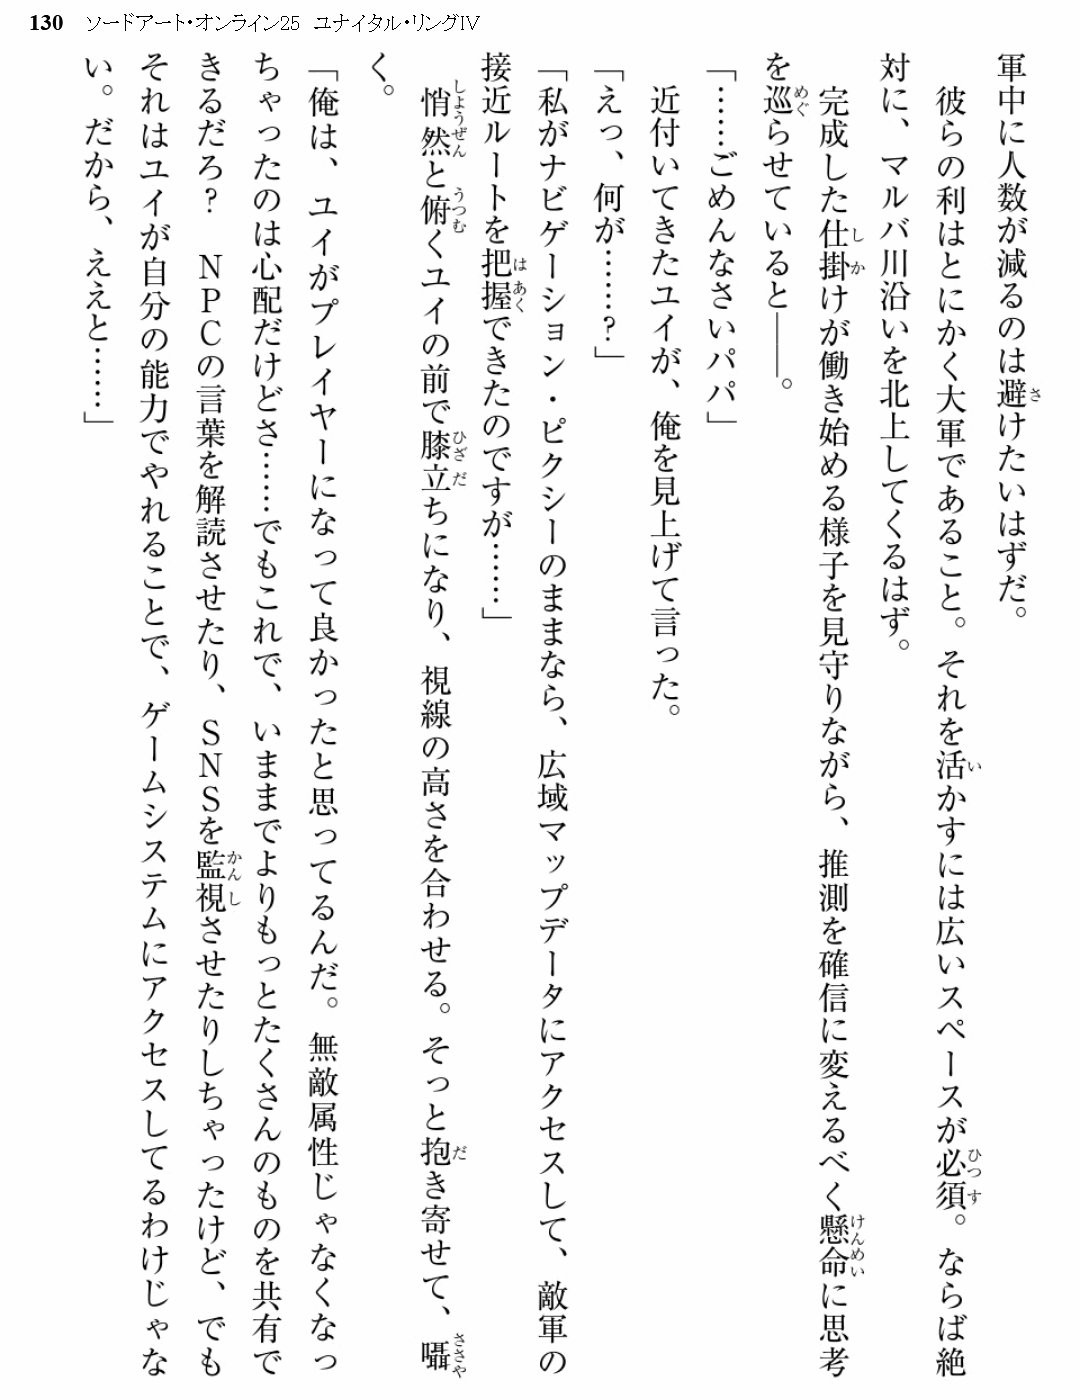 130 ソードアート・オンライン25 ユナイタル・リングIV
軍中に人数が減るのは避けたいはずだ。
彼らの利はとにかく大軍であること。それを活かすには広いスペースが必須。ならば絶
対に、マルバ川沿いを北上してくるはず。
完成した仕掛けが働き始める様子を見守りながら、推測を確信に変えるべく懸命に思考
を巡らせていると――。
「……ごめんなさいパパ」
近付いてきたユイが、俺を見上げて言った。
「えっ、何が……？」
「私がナビゲーション・ピクシーのままなら、広域マップデータにアクセスして、敵軍の
接近ルートを把握できたのですが……」
悄然と俯くユイの前で膝立ちになり、視線の高さを合わせる。そっと抱き寄せて、囁
く。
「俺は、ユイがプレイヤーになって良かったと思ってるんだ。無敵属性じゃなくなっ
ちゃったのは心配だけどさ……でもこれで、いままでよりもっとたくさんのものを共有で
きるだろ？　NPCの言葉を解読させたり、SNSを監視させたりしちゃったけど、でも
それはユイが自分の能力でやれることで、ゲームシステムにアクセスしてるわけじゃな
い。だから、ええと……」